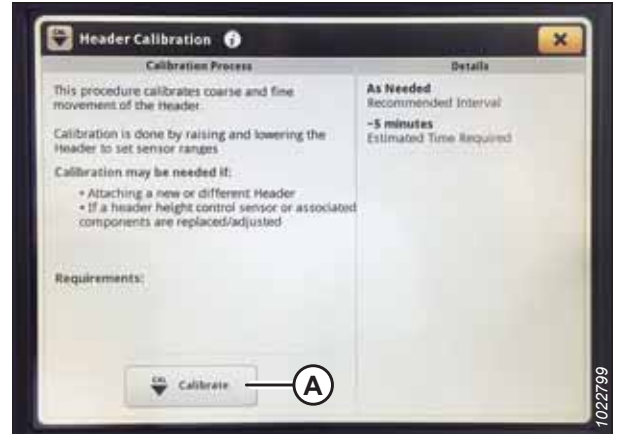 CAL
Header Calibration i
Calibration Process
Details
This procedure calibrates coarse and fine
movement of the Header.
Calibration is done by raising and lowering the
Header to set sensor ranges
Calibration may be needed if:
• Attaching a new or different Header
• If a header height control sensor or associated
components are replaced/adjusted
Requirements:
As Needed
Recommended Interval
~5 minutes
Estimated Time Required
CAL
Calibrate
A
1022799